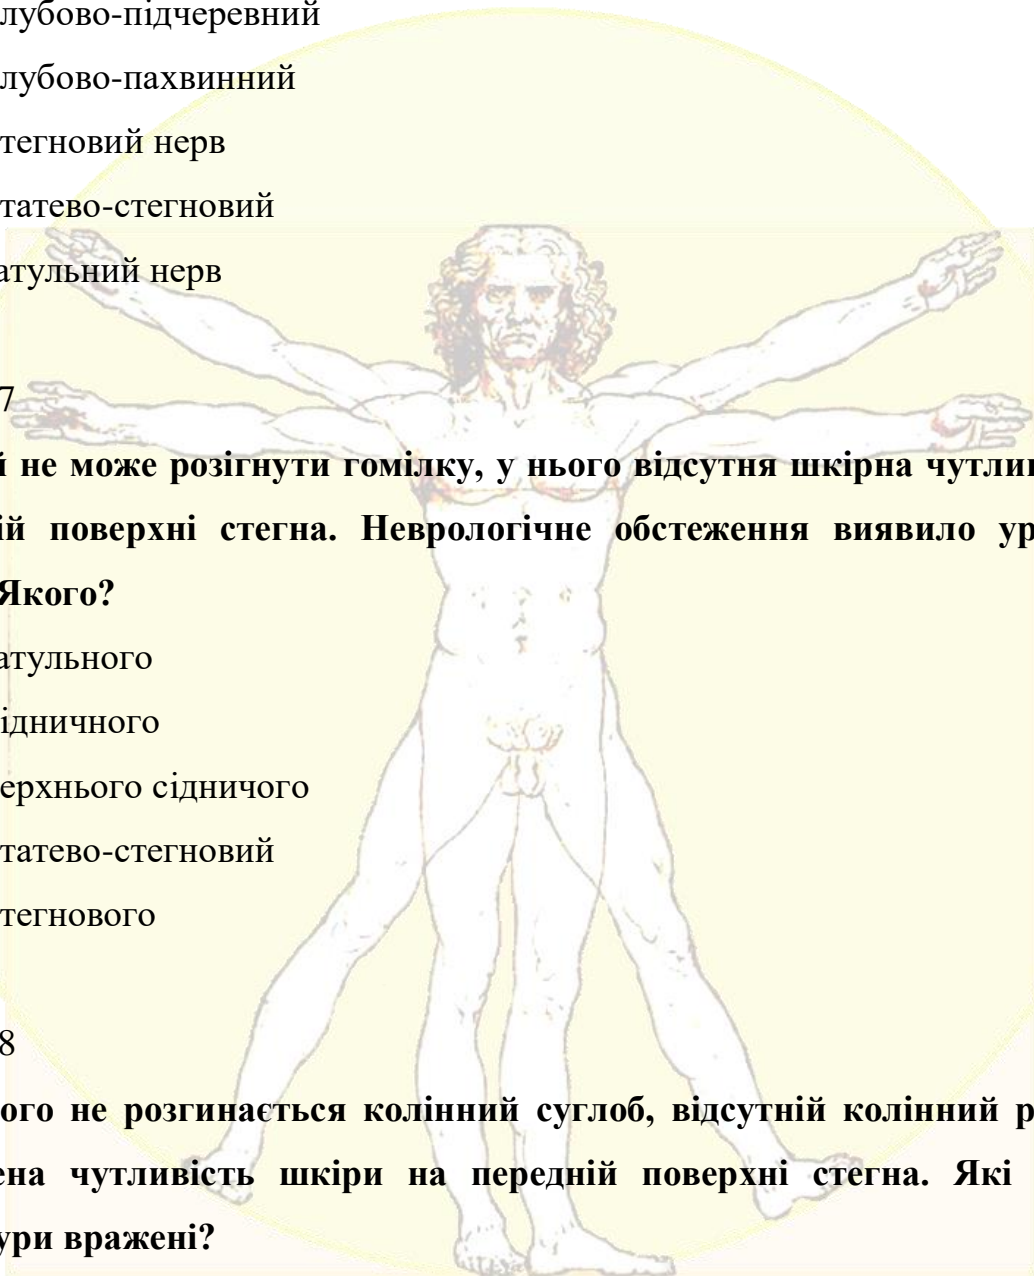 лубово-підчеревний
лубово-пахвинний
тегновий нерв
татево-стегновий
атульний нерв
7
й не може розігнути гомілку, у нього відсутня шкірна чутли
ій поверхні стегна. Неврологічне обстеження виявило ур
Якого?
атульного
ідничного
ерхнього сідничого
татево-стегновий
тегнового
8
ого не розгинається колінний суглоб, відсутній колінний р
ена чутливість шкіри на передній поверхні стегна. Які
ури вражені?